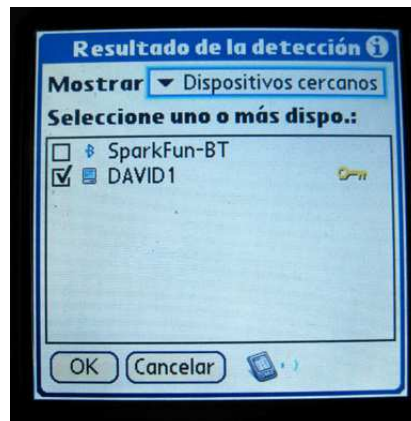 Resultado de la detección
Mostrar Dispositivos cercanos
Seleccione uno o más dispo.:
SparkFun-BT
DAVID1
OK Cancelar